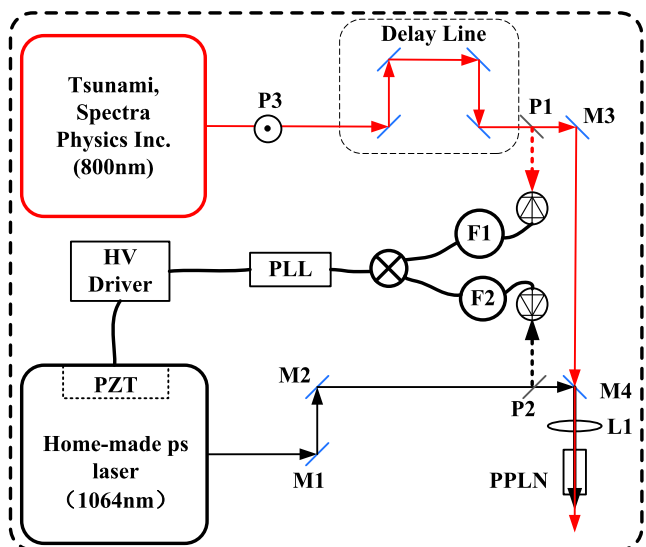 Delay Line
Tsunami,
Spectra
Physics Inc.
(800nm)
P3
P1
M3
F1
HV
Driver
PLL
F2
PZT
M2
P2
M4
L1
Home-made ps
laser
（1064nm）
M1
PPLN